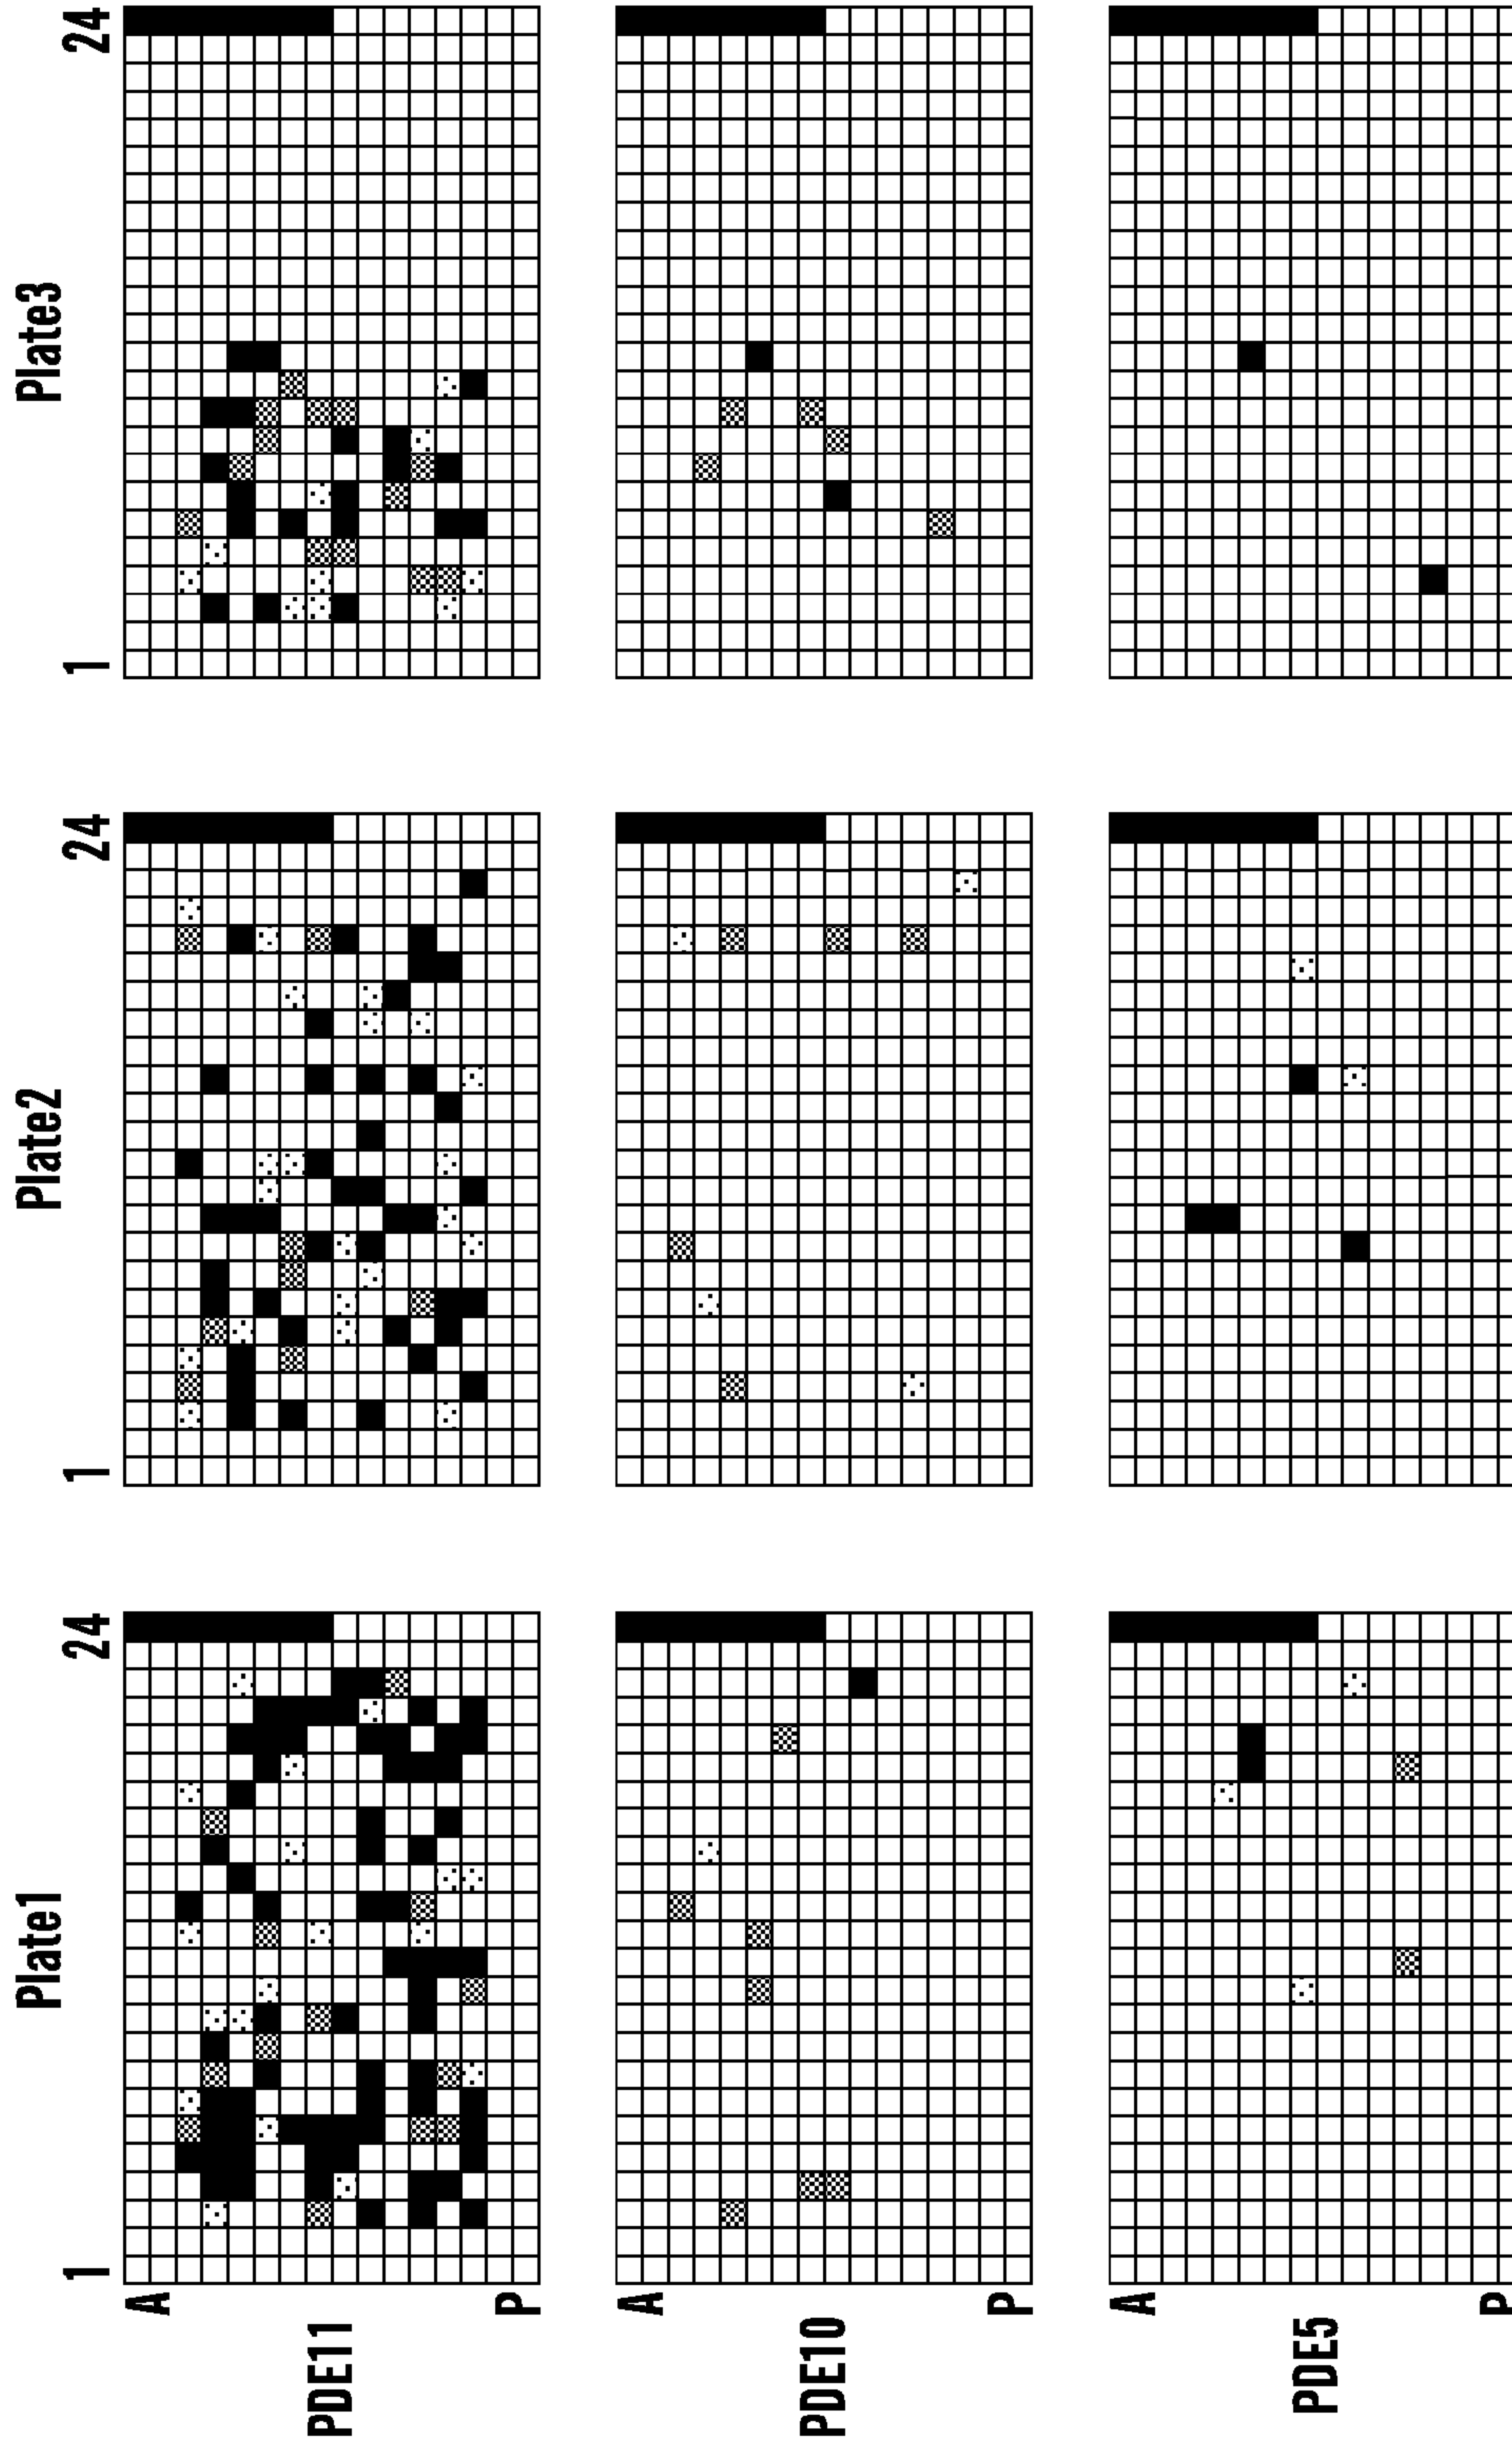 Plate1 Plate2 Plate3
1 24 1 24 1 24
A
PDE11
P
A
PDE10
P
A
PDE5
P